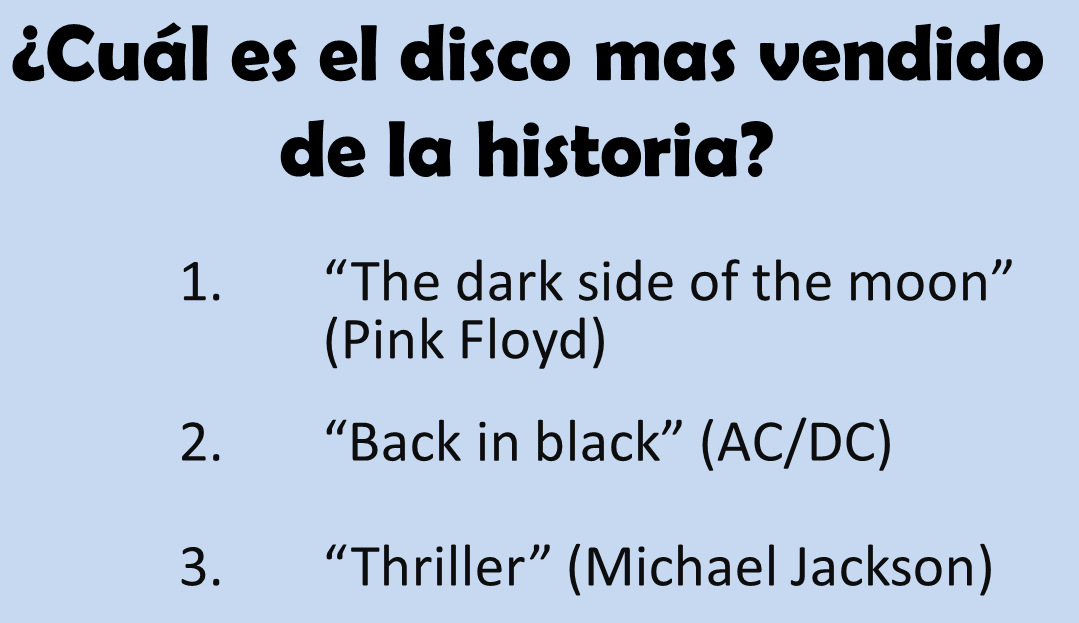 ¿Cuál es el disco mas vendido
de la historia?
1. “The dark side of the moon”
(Pink Floyd)
2. “Back in black” (AC/DC)
3. “Thriller” (Michael Jackson)